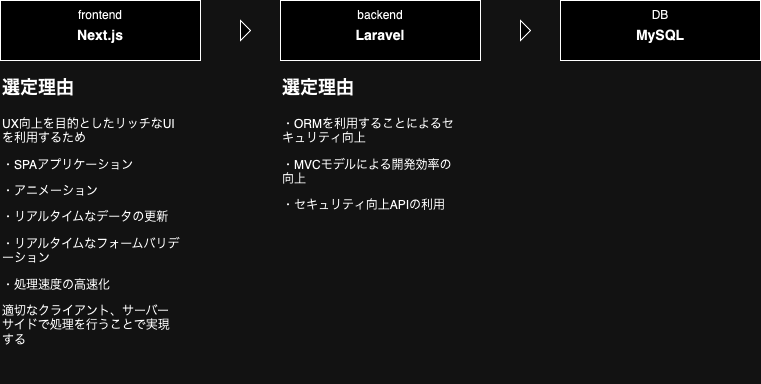 frontend
Next.js
backend
Laravel
DB
MySQL
選定理由
UX向上を目的としたリッチなUI
を利用するため
・SPAアプリケーション
・アニメーション
・リアルタイムなデータの更新
・リアルタイムなフォームバリデ
ーション
・処理速度の高速化
適切なクライアント、サーバー
サイドで処理を行うことで実現
する
選定理由
・ORMを利用することによるセ
キュリティ向上
・MVCモデルによる開発効率の
向上
・セキュリティ向上APIの利用